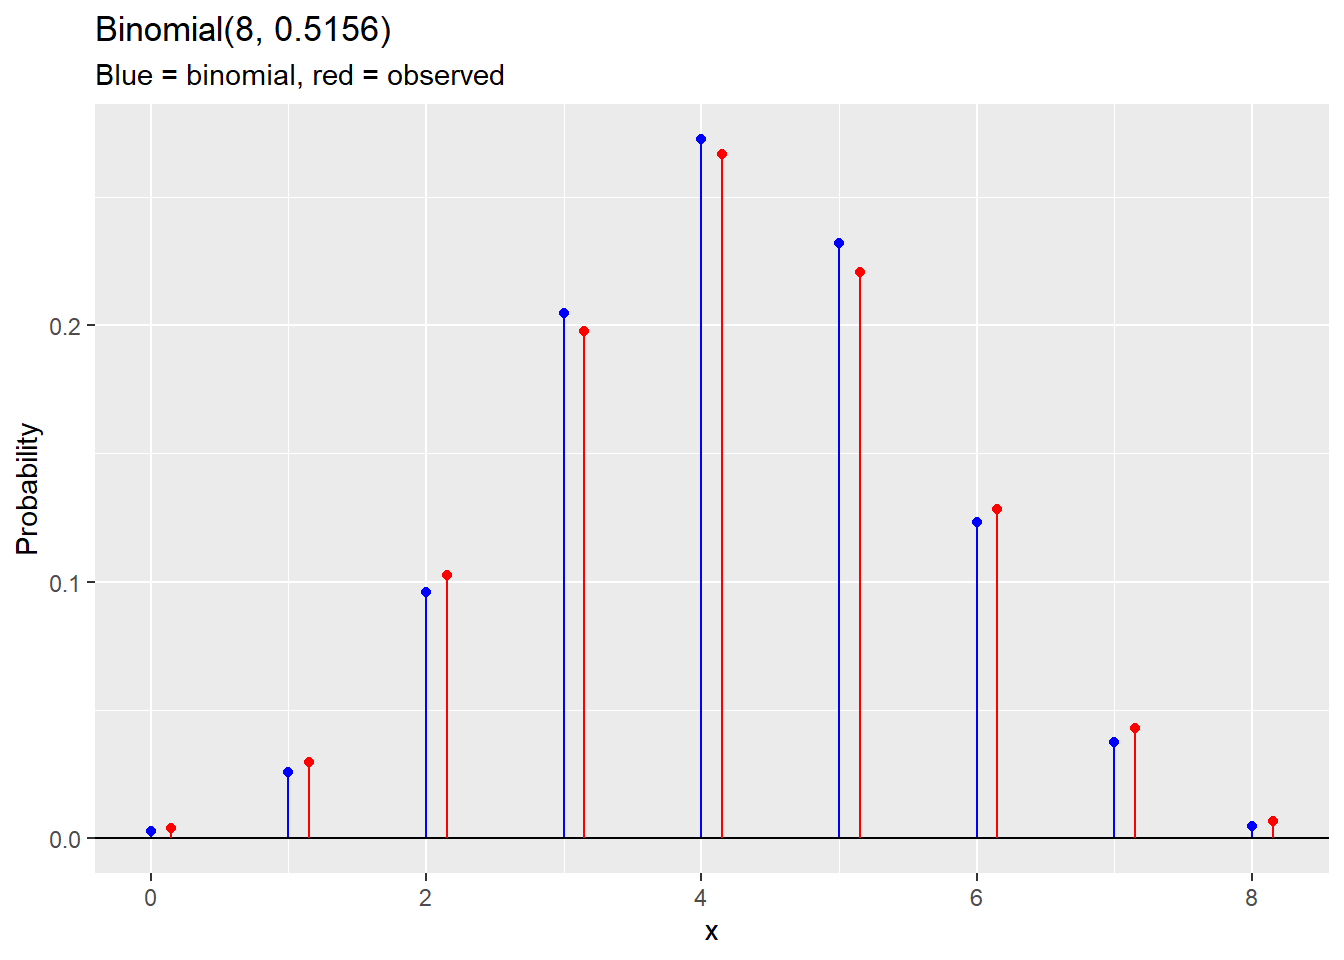 Binomial(8, 0.5156)
Blue = binomial, red = observed
0.2
0.1
0.0
Probability
0 2 4 6 8
x